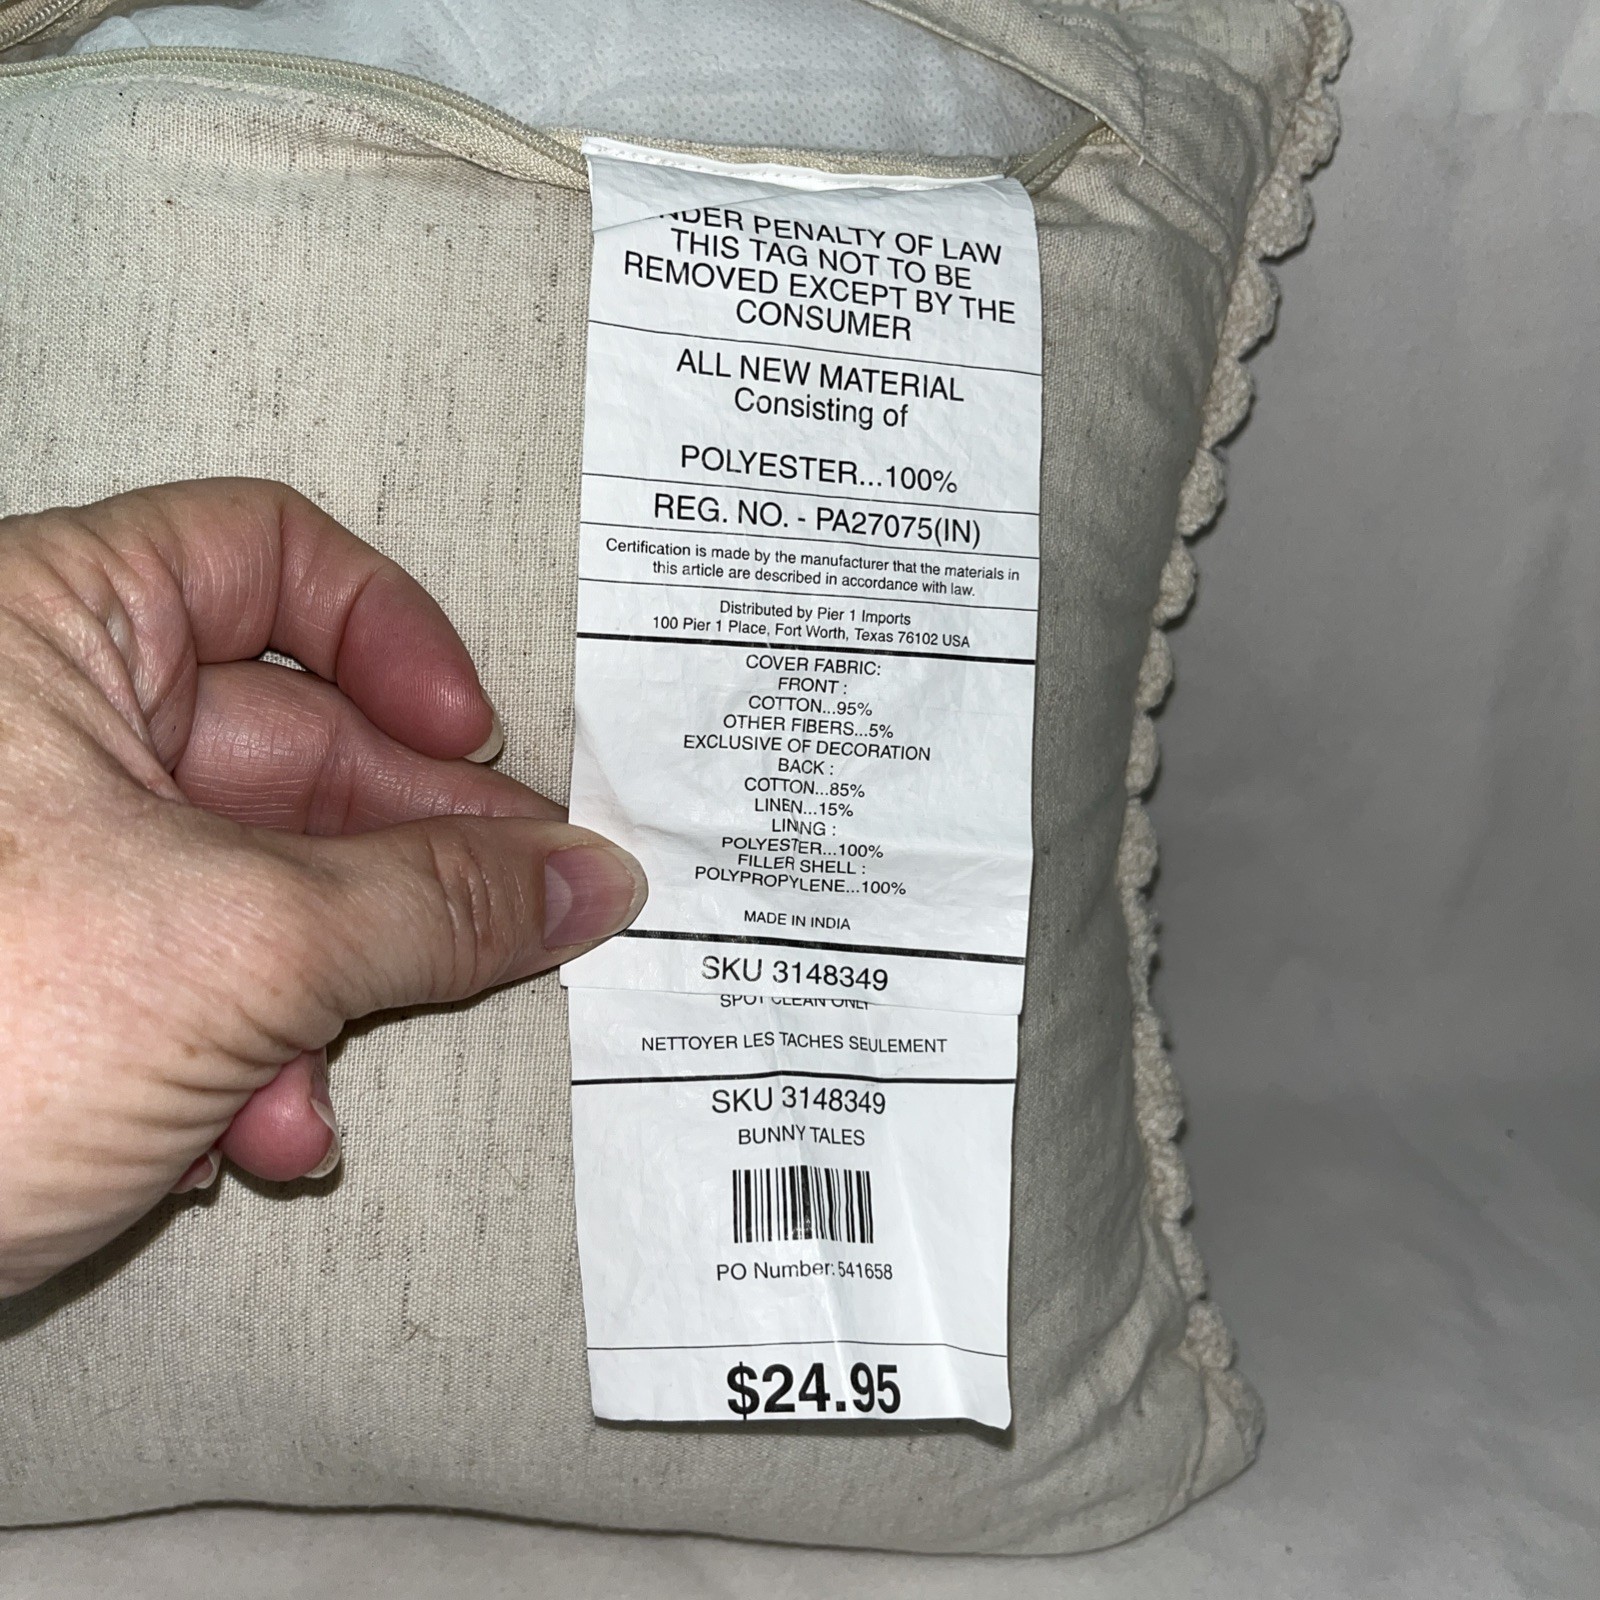 UNDER PENALTY OF LAW
THIS TAG NOT TO BE
REMOVED EXCEPT BY THE
CONSUMER
ALL NEW MATERIAL
Consisting of
POLYESTER...100%
REG. NO. - PA27075(IN)
Certification is made by the manufacturer that the materials in
this article are described in accordance with law.
Distributed by Pier 1 Imports
100 Pier 1 Place, Fort Worth, Texas 76102 USA
COVER FABRIC:
FRONT :
COTTON...95%
OTHER FIBERS...5%
EXCLUSIVE OF DECORATION
BACK :
COTTON...85%
LINEN...15%
LINNG :
POLYESTER...100%
FILLER SHELL :
POLYPROPYLENE...100%
MADE IN INDIA
SKU 3148349
SPOT CLEAN ONLY
NETTOYER LES TACHES SEULEMENT
SKU 3148349
BUNNY TALES
PO Number: 541658
$24.95